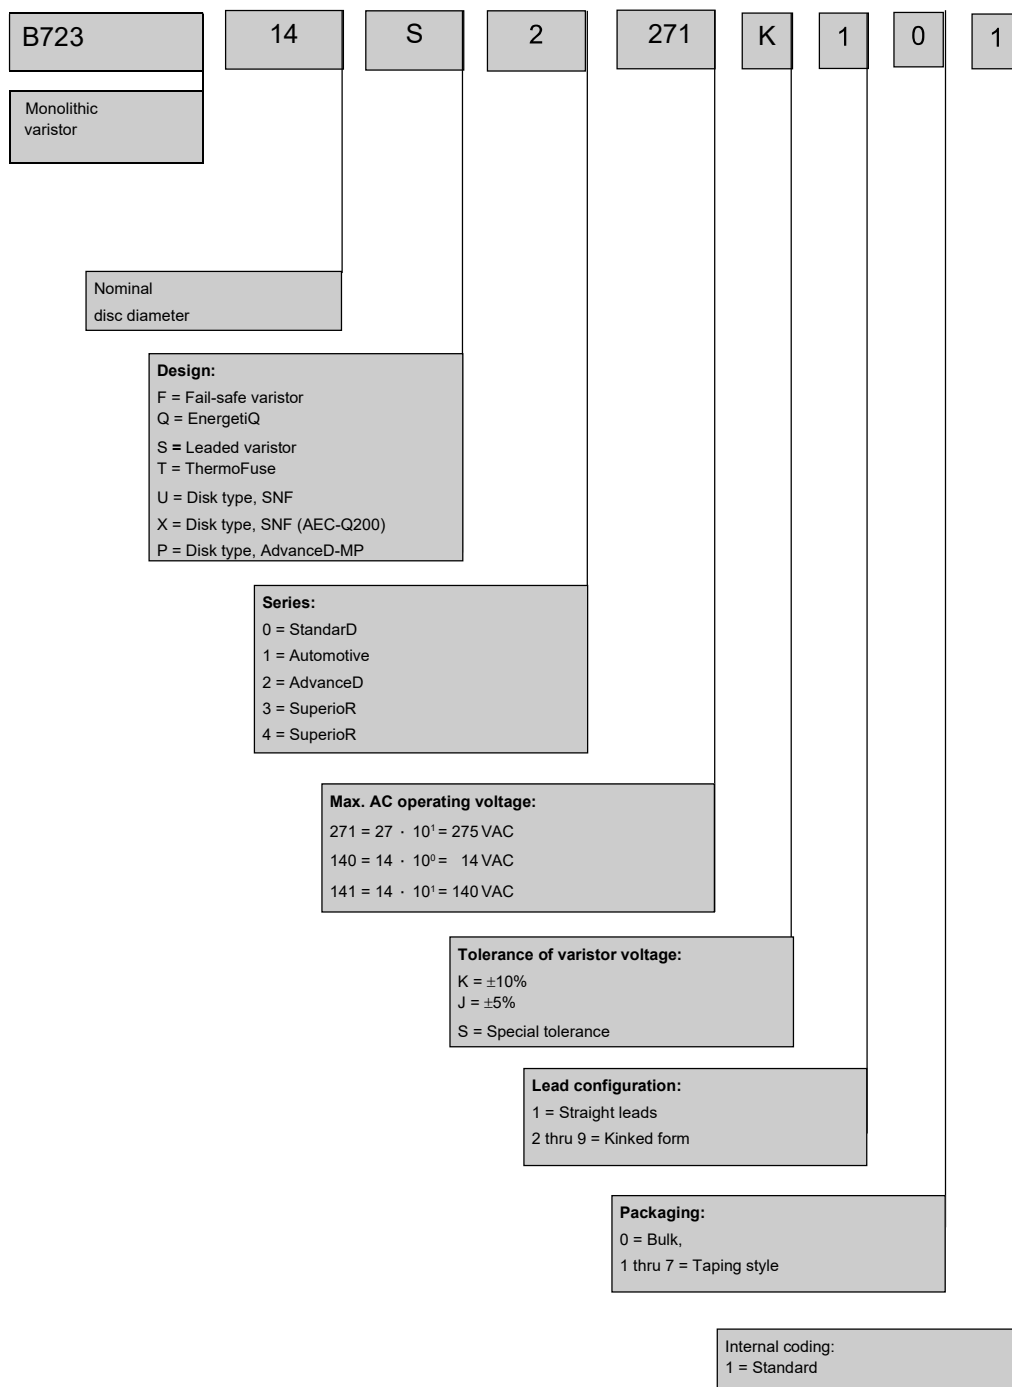 B723 14 S 2 271 K 1 0 1
Monolithic
varistor
Nominal
disc diameter
Design:
F = Fail-safe varistor
Q = EnergetiQ
S = Leaded varistor
T = ThermoFuse
U = Disk type, SNF
X = Disk type, SNF (AEC-Q200)
P = Disk type, AdvanceD-MP
Series:
0 = StandarD
1 = Automotive
2 = AdvanceD
3 = SuperioR
4 = SuperioR
Max. AC operating voltage:
271 = 27 · 10¹ = 275 VAC
140 = 14 · 10⁰ = 14 VAC
141 = 14 · 10¹ = 140 VAC
Tolerance of varistor voltage:
K = ±10%
J = ±5%
S = Special tolerance
Lead configuration:
1 = Straight leads
2 thru 9 = Kinked form
Packaging:
0 = Bulk,
1 thru 7 = Taping style
Internal coding:
1 = Standard